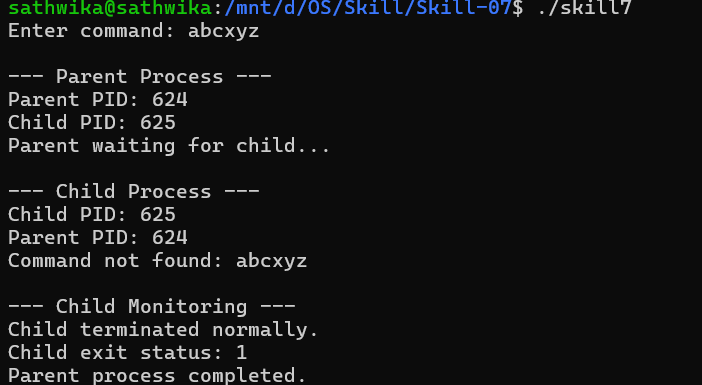 sathwika@sathwika:/mnt/d/OS/Skill/Skill-07$ ./skill7
Enter command: abcxyz
--- Parent Process ---
Parent PID: 624
Child PID: 625
Parent waiting for child...
--- Child Process ---
Child PID: 625
Parent PID: 624
Command not found: abcxyz
--- Child Monitoring ---
Child terminated normally.
Child exit status: 1
Parent process completed.